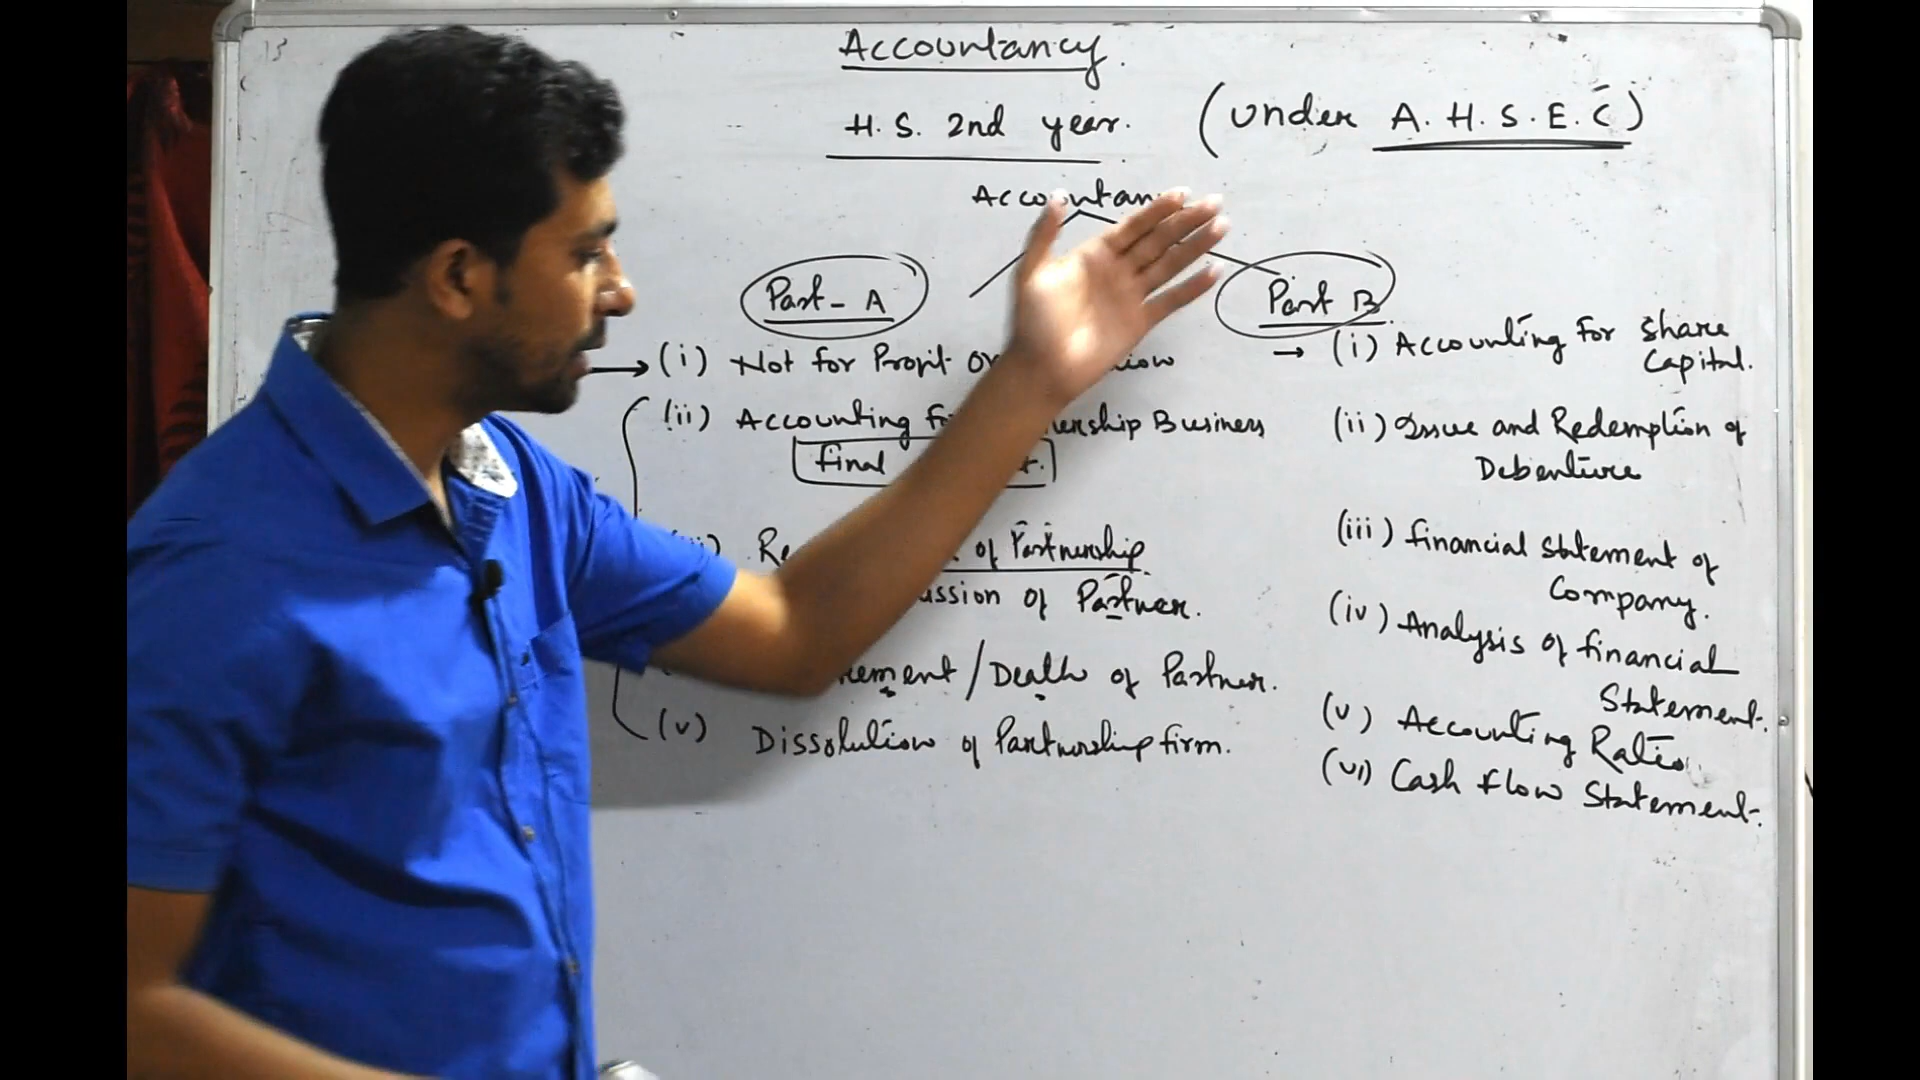 Accountancy.
H. S. 2nd year. (under A. H. S. E. C)
Part - A
(i) Not for Profit
(ii) Accounting Business
final
of Partnership
of Partner.
/ Death of Partner.
(v) Dissolution of Partnership firm.
Part B
→ (i) Accounting For Share
Capital.
(ii) Issue and Redemption of
Debenture
(iii) financial statement of
Company.
(iv) Analysis of financial
Statement.
(v) Accounting Ratio
(vi) Cash flow Statement.